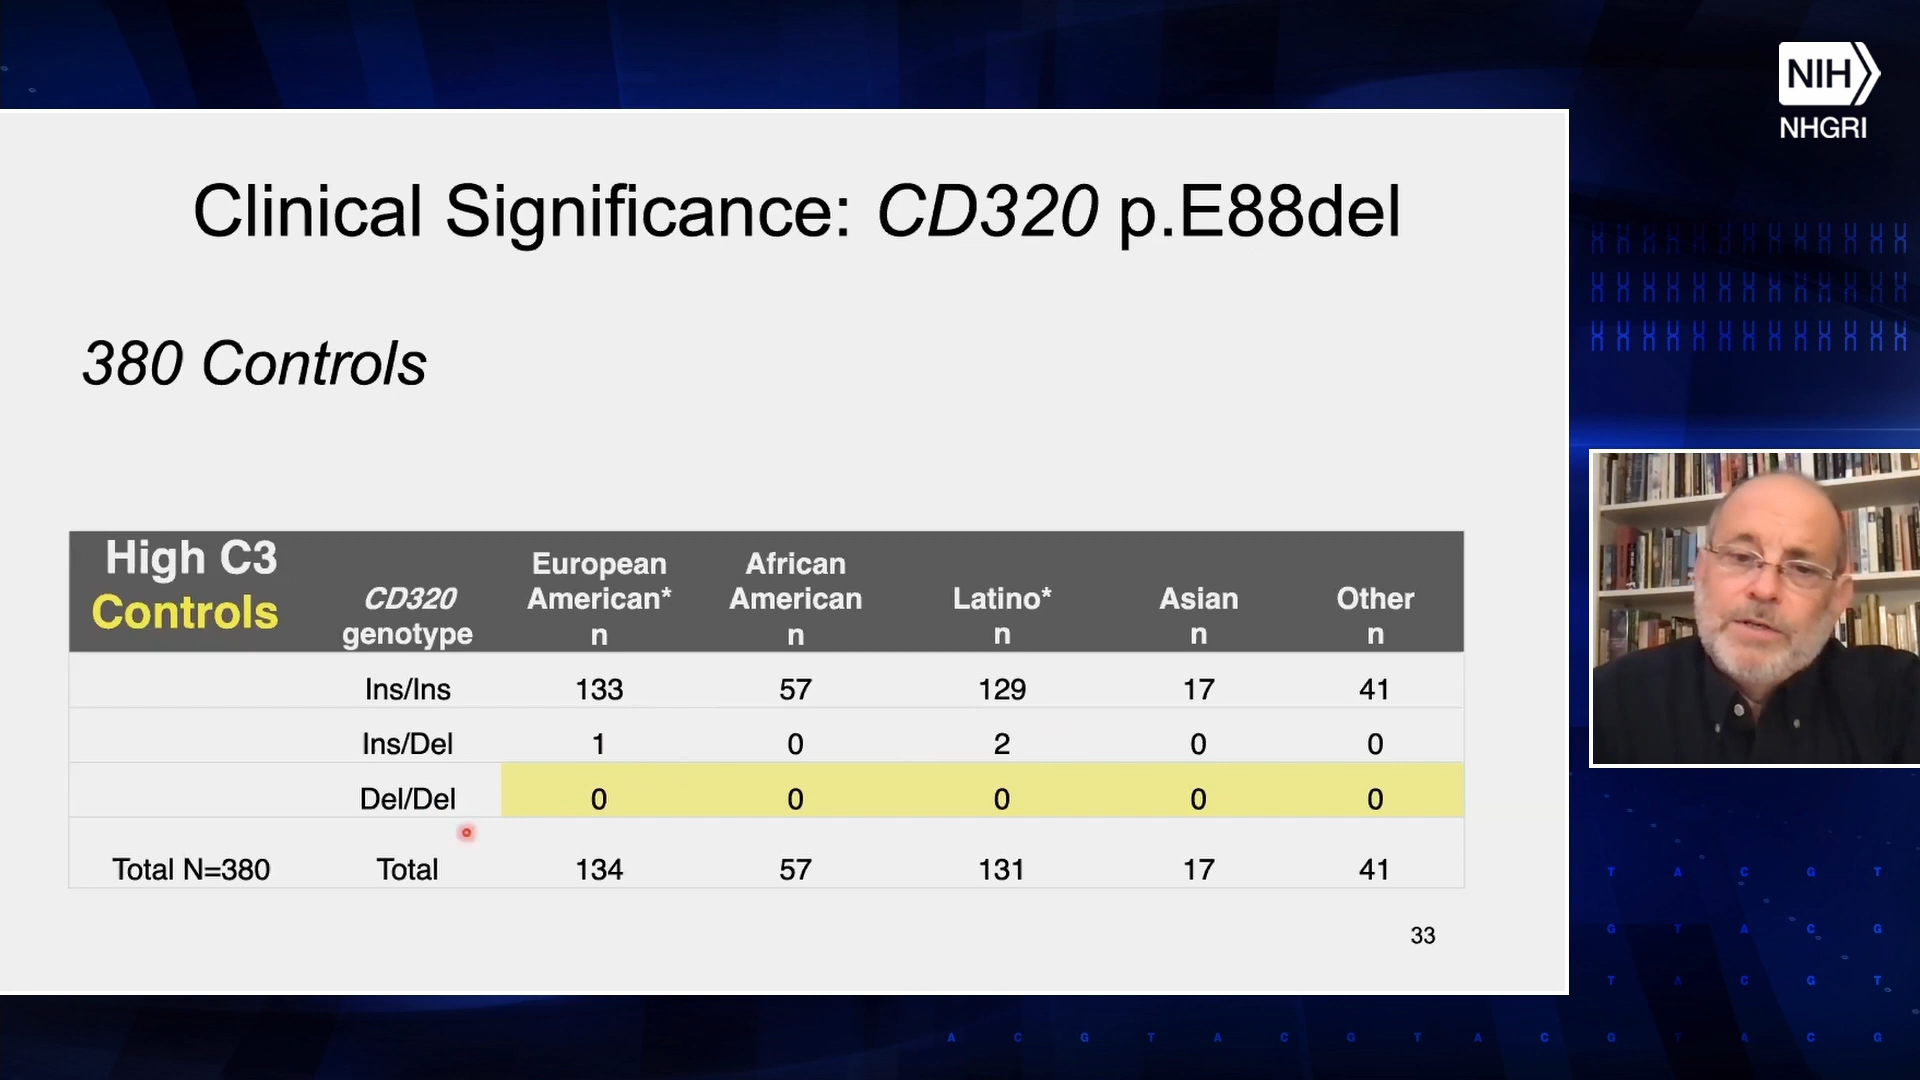 NIH
NHGRI
Clinical Significance: CD320 p.E88del
380 Controls
High C3
Controls
CD320
genotype
European
American*
n
African
American
n
Latino*
n
Asian
n
Other
n
Ins/Ins 133 57 129 17 41
Ins/Del 1 0 2 0 0
Del/Del 0 0 0 0 0
Total N=380 Total 134 57 131 17 41
33
T A C G T
G T A C G
T A C G T
A C G T A C G T A C G T A C G